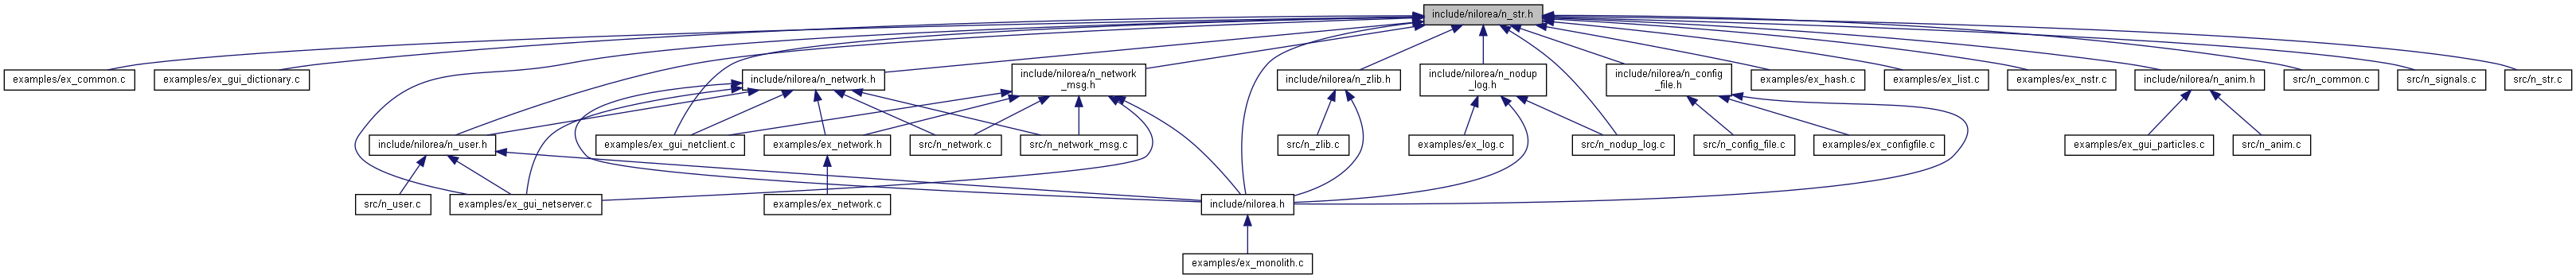 include/nilorea/n_str.h
examples/ex_common.c
examples/ex_gui_dictionary.c
include/nilorea/n_network.h
include/nilorea/n_network
_msg.h
include/nilorea/n_zlib.h
include/nilorea/n_nodup
_log.h
include/nilorea/n_config
_file.h
examples/ex_hash.c
examples/ex_list.c
examples/ex_nstr.c
include/nilorea/n_anim.h
src/n_common.c
src/n_signals.c
src/n_str.c
include/nilorea/n_user.h
examples/ex_gui_netclient.c
examples/ex_network.h
src/n_network.c
src/n_network_msg.c
src/n_zlib.c
examples/ex_log.c
src/n_nodup_log.c
src/n_config_file.c
examples/ex_configfile.c
examples/ex_gui_particles.c
src/n_anim.c
src/n_user.c
examples/ex_gui_netserver.c
examples/ex_network.c
include/nilorea.h
examples/ex_monolith.c